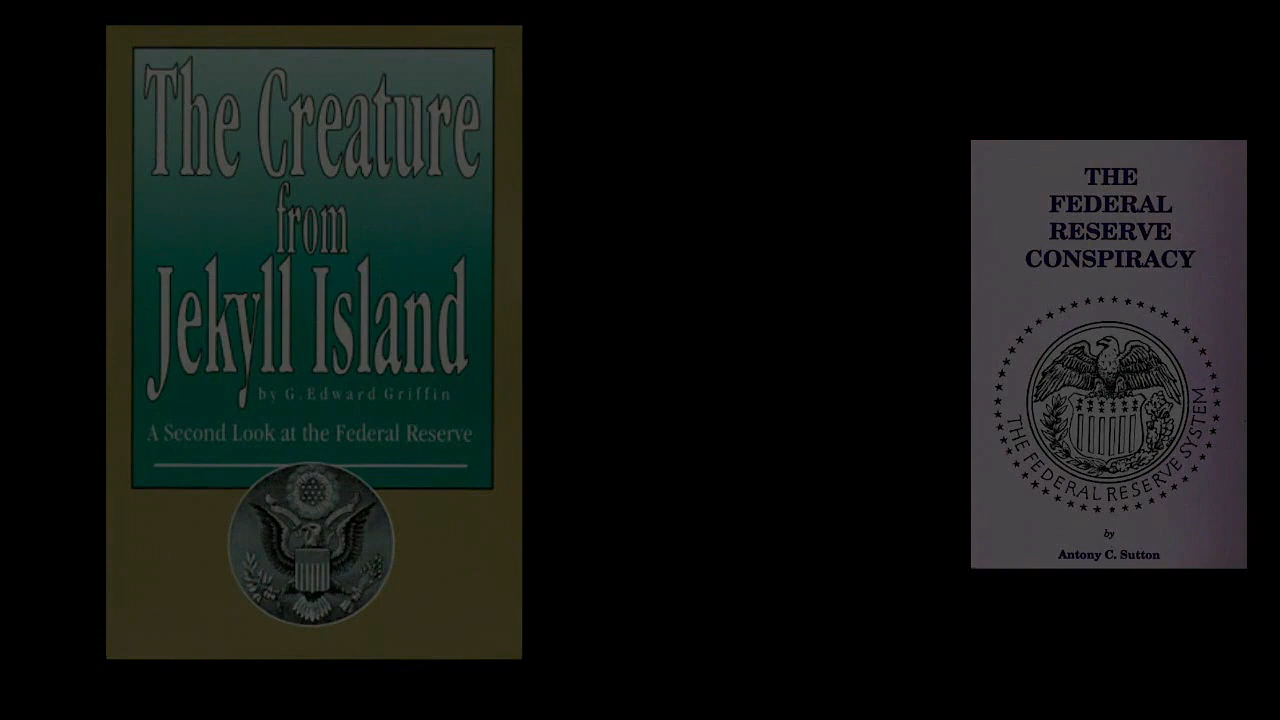 The Creature
from
Jekyll Island
by G. Edward Griffin
A Second Look at the Federal Reserve
THE
FEDERAL
RESERVE
CONSPIRACY
THE FEDERAL RESERVE SYSTEM
by
Antony C. Sutton